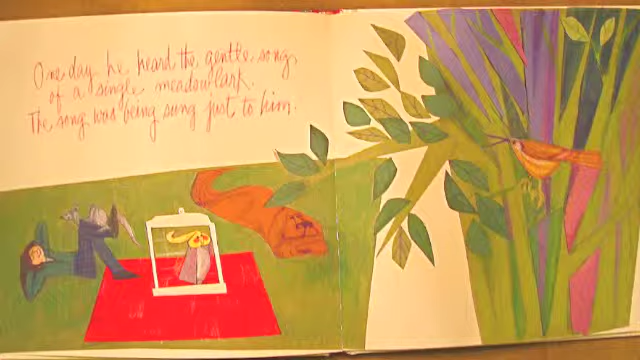 One day he heard the gentle song
of a single meadowlark.
The song was being sung just to him.